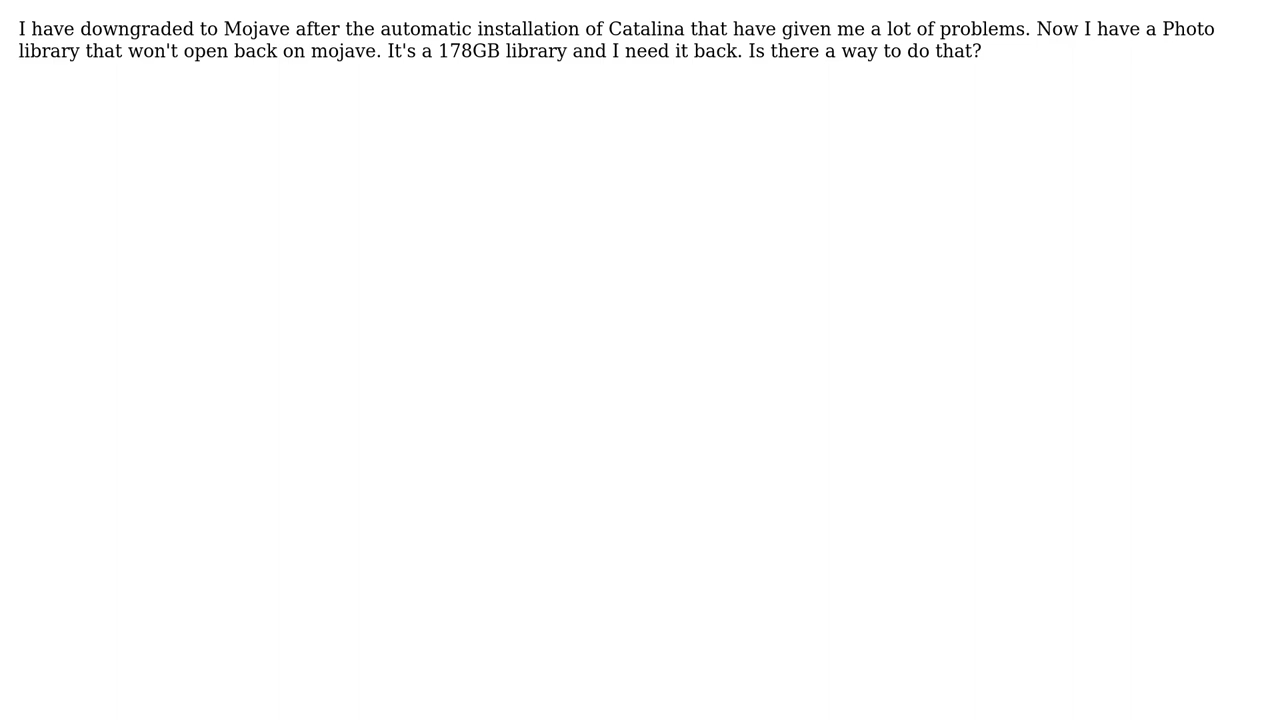 I have downgraded to Mojave after the automatic installation of Catalina that have given me a lot of problems. Now I have a Photo
library that won't open back on mojave. It's a 178GB library and I need it back. Is there a way to do that?